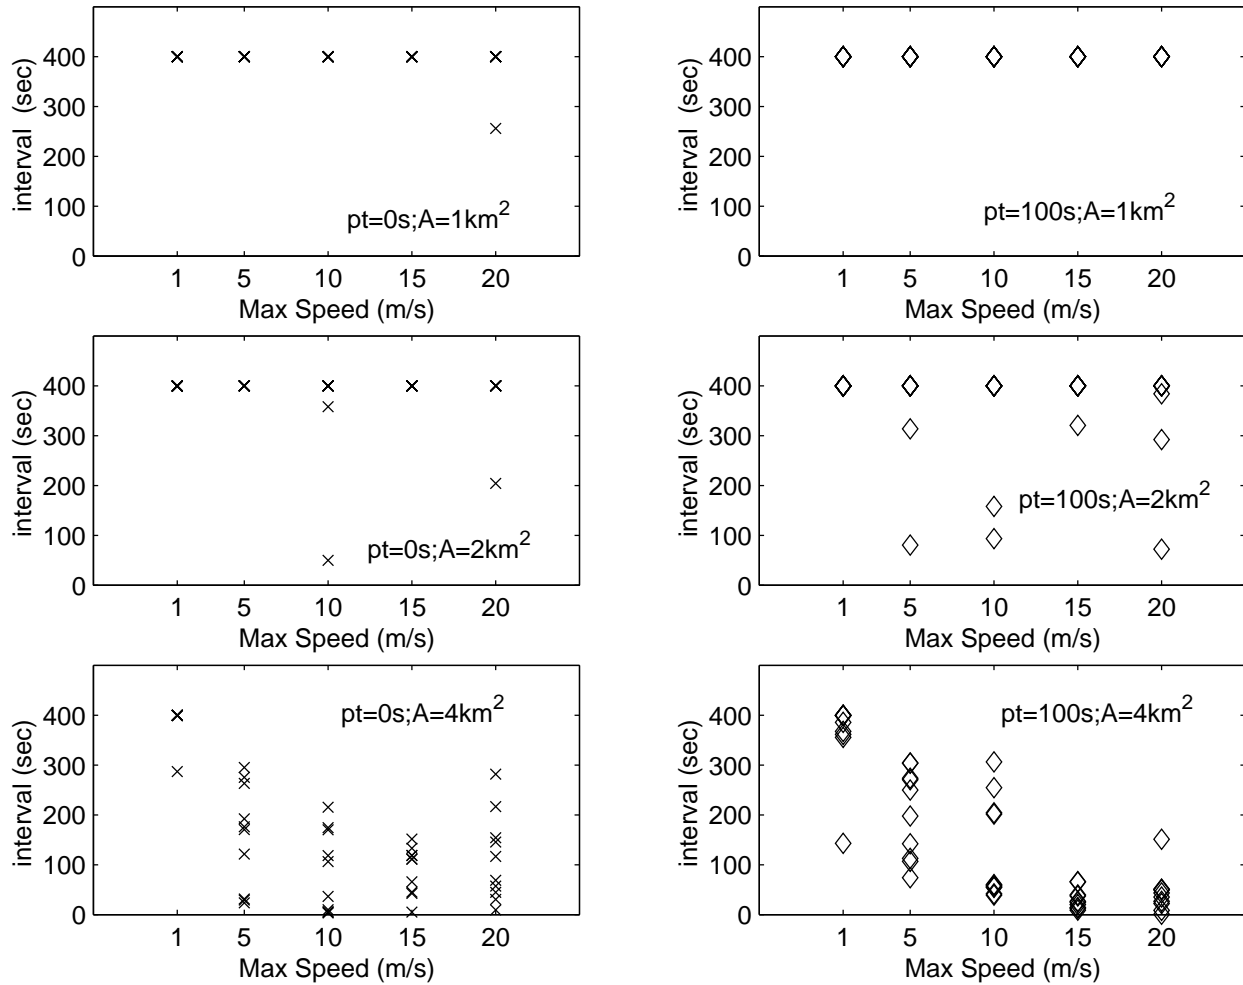 400
300
200
100
0
interval (sec)
pt=0s;A=1km2
1 5 10 15 20
Max Speed (m/s)
400
300
200
100
0
interval (sec)
pt=100s;A=1km2
1 5 10 15 20
Max Speed (m/s)
400
300
200
100
0
interval (sec)
pt=0s;A=2km2
1 5 10 15 20
Max Speed (m/s)
400
300
200
100
0
interval (sec)
pt=100s;A=2km2
1 5 10 15 20
Max Speed (m/s)
400
300
200
100
0
interval (sec)
pt=0s;A=4km2
1 5 10 15 20
Max Speed (m/s)
400
300
200
100
0
interval (sec)
pt=100s;A=4km2
1 5 10 15 20
Max Speed (m/s)